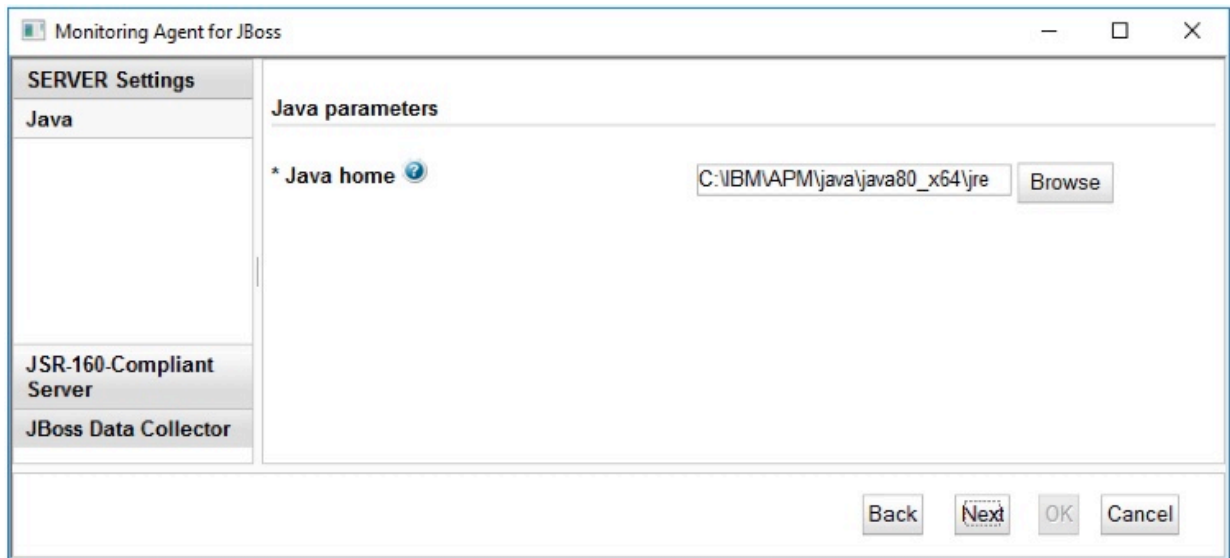 Monitoring Agent for JBoss
SERVER Settings
Java
Java parameters
* Java home
C:\IBM\APM\java\java80_x64\jre
Browse
JSR-160-Compliant
Server
JBoss Data Collector
Back
Next
OK
Cancel